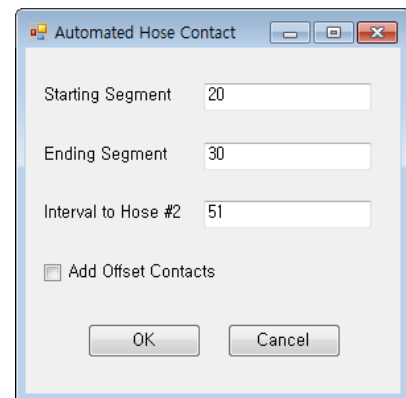 Automated Hose Contact
Starting Segment 20
Ending Segment 30
Interval to Hose #2 51
Add Offset Contacts
OK Cancel